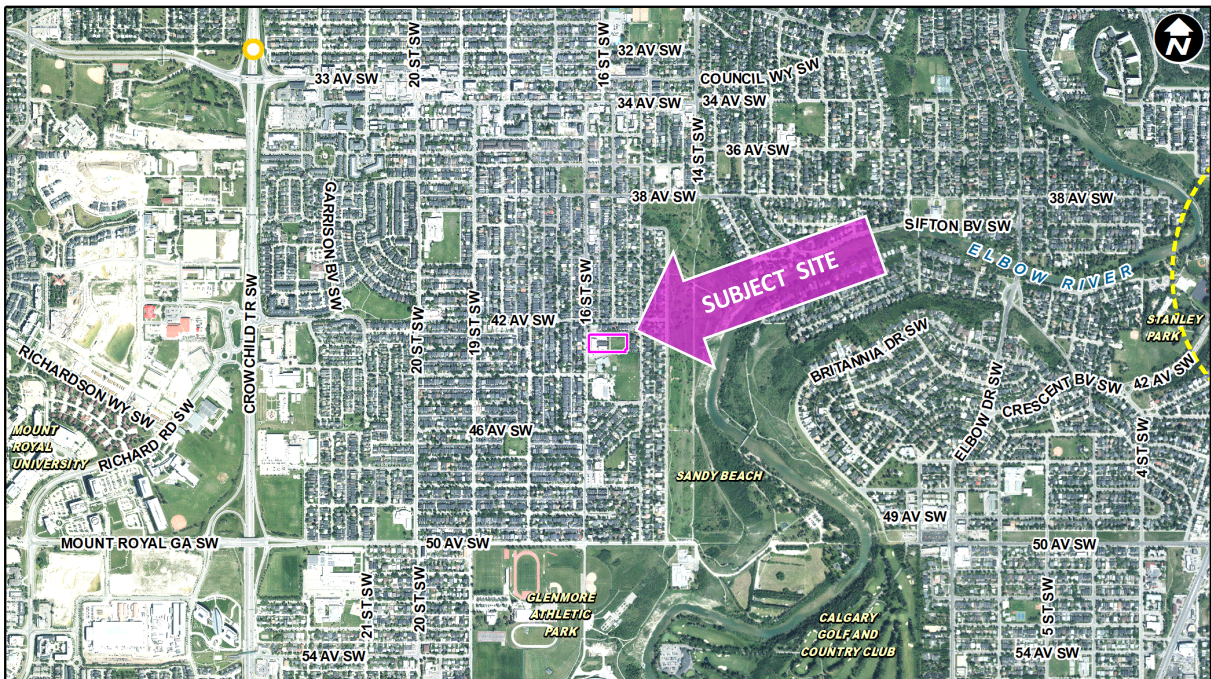 N
32 AV SW
20 ST SW
16 ST SW
33 AV SW
COUNCIL WY SW
34 AV SW
34 AV SW
14 ST SW
36 AV SW
38 AV SW
38 AV SW
GARRISON BV SW
SIFTON BV SW
ELBOW RIVER
SUBJECT SITE
CROWCHILD TR SW
20 ST SW
19 ST SW
42 AV SW
16 ST SW
STANLEY
PARK
BRITANNIA DR SW
RICHARDSON WY SW
RICHARD RD SW
ELBOW DR SW
CRESCENT BV SW
42 AV SW
4 ST SW
MOUNT
ROYAL
UNIVERSITY
46 AV SW
SANDY BEACH
49 AV SW
MOUNT ROYAL GA SW
50 AV SW
50 AV SW
21 ST SW
20 ST SW
GLENMORE
ATHLETIC
PARK
CALGARY
GOLF AND
COUNTRY CLUB
5 ST SW
54 AV SW
54 AV SW